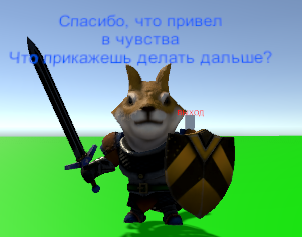 Спасибо, что привел
в чувства
Что прикажешь делать дальше?